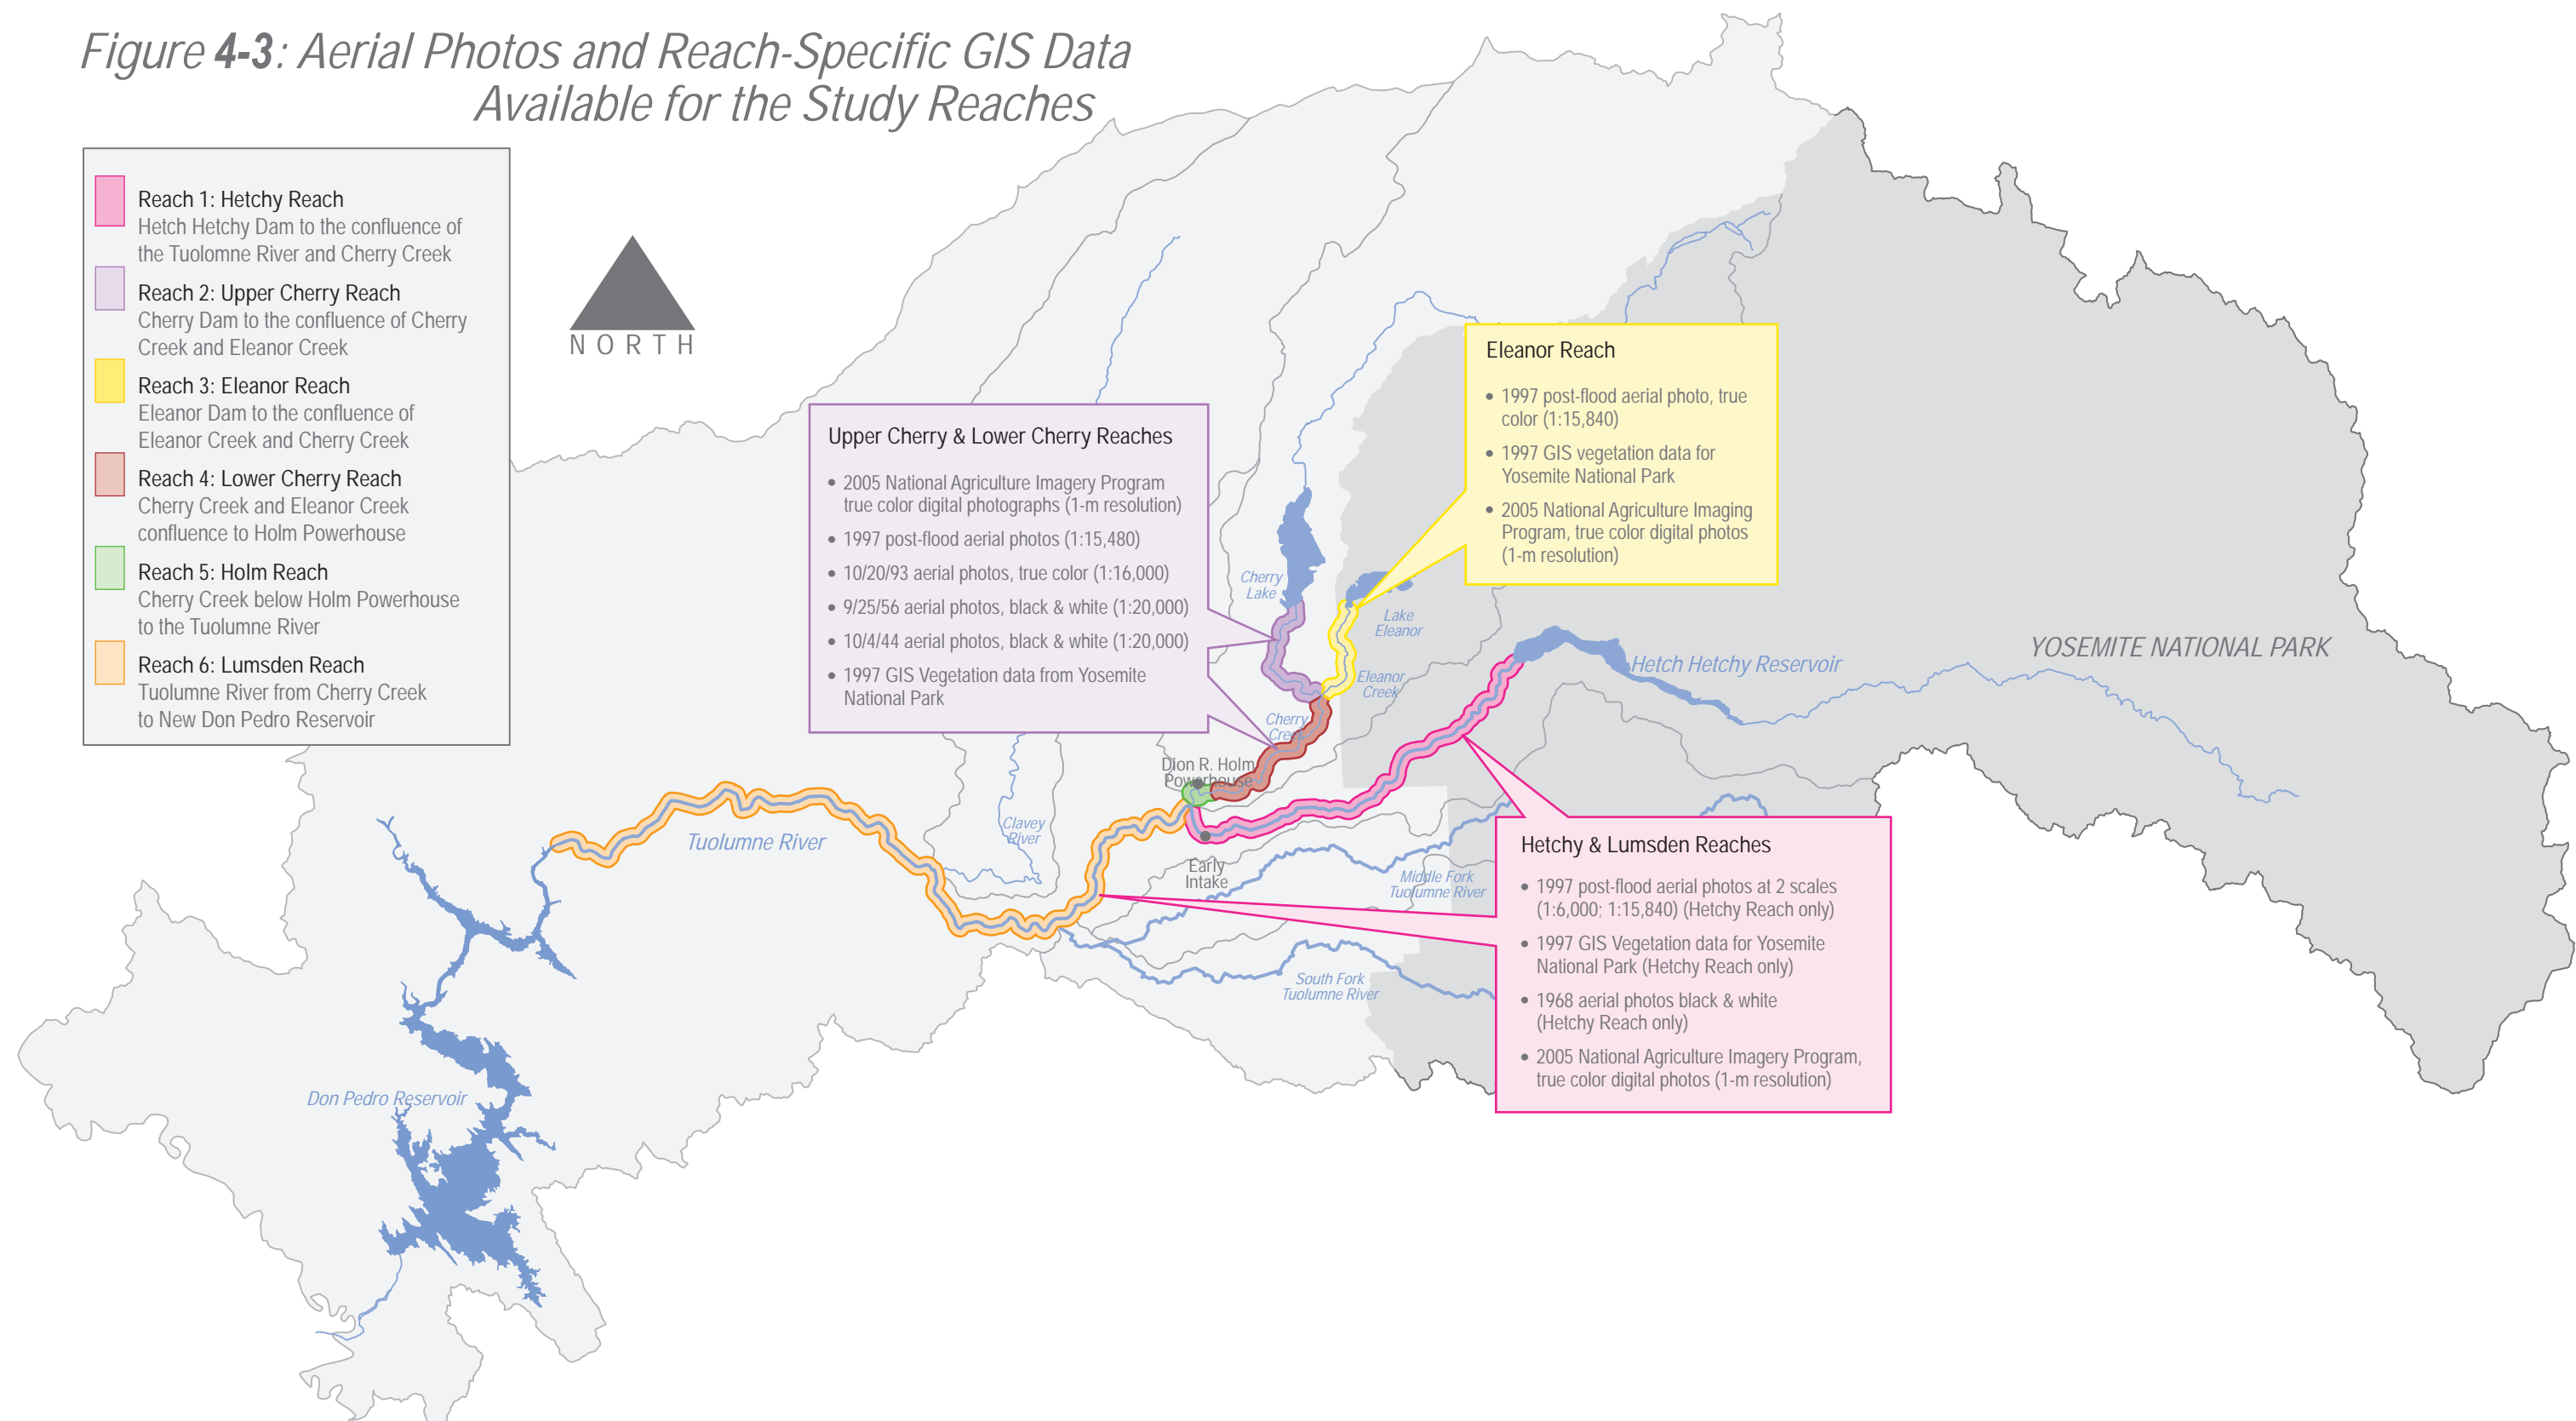 Figure 4-3: Aerial Photos and Reach-Specific GIS Data
Available for the Study Reaches
Reach 1: Hetchy Reach
Hetch Hetchy Dam to the confluence of
the Tuolomne River and Cherry Creek
Reach 2: Upper Cherry Reach
Cherry Dam to the confluence of Cherry
Creek and Eleanor Creek
Reach 3: Eleanor Reach
Eleanor Dam to the confluence of
Eleanor Creek and Cherry Creek
Reach 4: Lower Cherry Reach
Cherry Creek and Eleanor Creek
confluence to Holm Powerhouse
Reach 5: Holm Reach
Cherry Creek below Holm Powerhouse
to the Tuolumne River
Reach 6: Lumsden Reach
Tuolumne River from Cherry Creek
to New Don Pedro Reservoir
NORTH
Upper Cherry & Lower Cherry Reaches
• 2005 National Agriculture Imagery Program
true color digital photographs (1-m resolution)
• 1997 post-flood aerial photos (1:15,480)
• 10/20/93 aerial photos, true color (1:16,000)
• 9/25/56 aerial photos, black & white (1:20,000)
• 10/4/44 aerial photos, black & white (1:20,000)
• 1997 GIS Vegetation data from Yosemite
National Park
Eleanor Reach
• 1997 post-flood aerial photo, true
color (1:15,840)
• 1997 GIS vegetation data for
Yosemite National Park
• 2005 National Agriculture Imaging
Program, true color digital photos
(1-m resolution)
Cherry
Lake
Lake
Eleanor
Eleanor
Creek
Cherry
Creek
Hetch Hetchy Reservoir
YOSEMITE NATIONAL PARK
Dion R. Holm
Powerhouse
Early
Intake
Clavey
River
Tuolumne River
Middle Fork
Tuolumne River
South Fork
Tuolumne River
Don Pedro Reservoir
Hetchy & Lumsden Reaches
• 1997 post-flood aerial photos at 2 scales
(1:6,000; 1:15,840) (Hetchy Reach only)
• 1997 GIS Vegetation data for Yosemite
National Park (Hetchy Reach only)
• 1968 aerial photos black & white
(Hetchy Reach only)
• 2005 National Agriculture Imagery Program,
true color digital photos (1-m resolution)